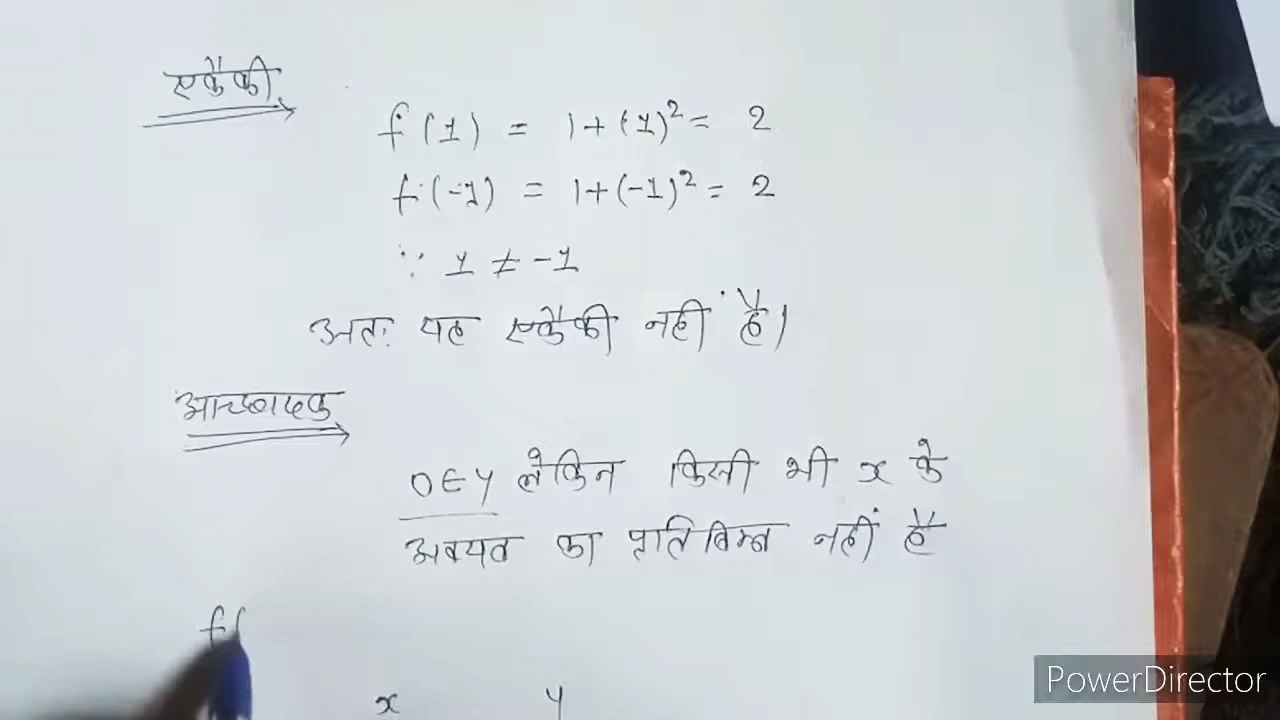 एकैकी
f(1) = 1+(1)² = 2
f(-1) = 1+(-1)² = 2
∵ 1 ≠ -1
अतः यह एकैकी नहीं है।
आच्छादक
0∈y लेकिन किसी भी x के
अवयव का प्रतिबिम्ब नहीं है
f(
x y
PowerDirector